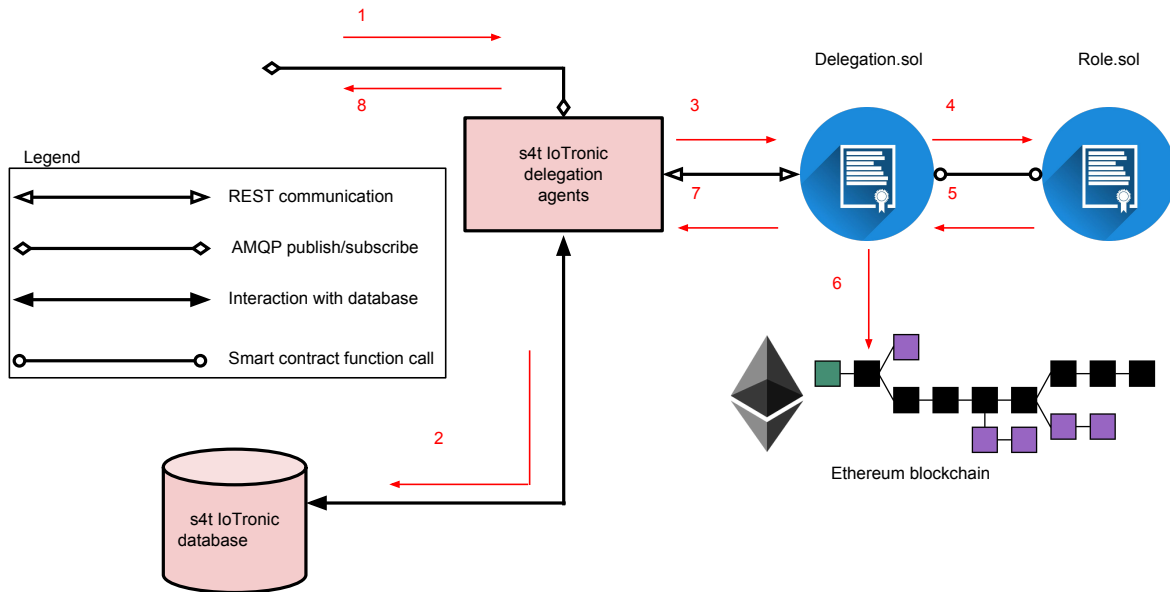 1
Delegation.sol
Role.sol
8
3
4
s4t IoTronic
delegation
agents
Legend
REST communication
7
5
AMQP publish/subscribe
6
Interaction with database
Smart contract function call
2
Ethereum blockchain
s4t IoTronic
database